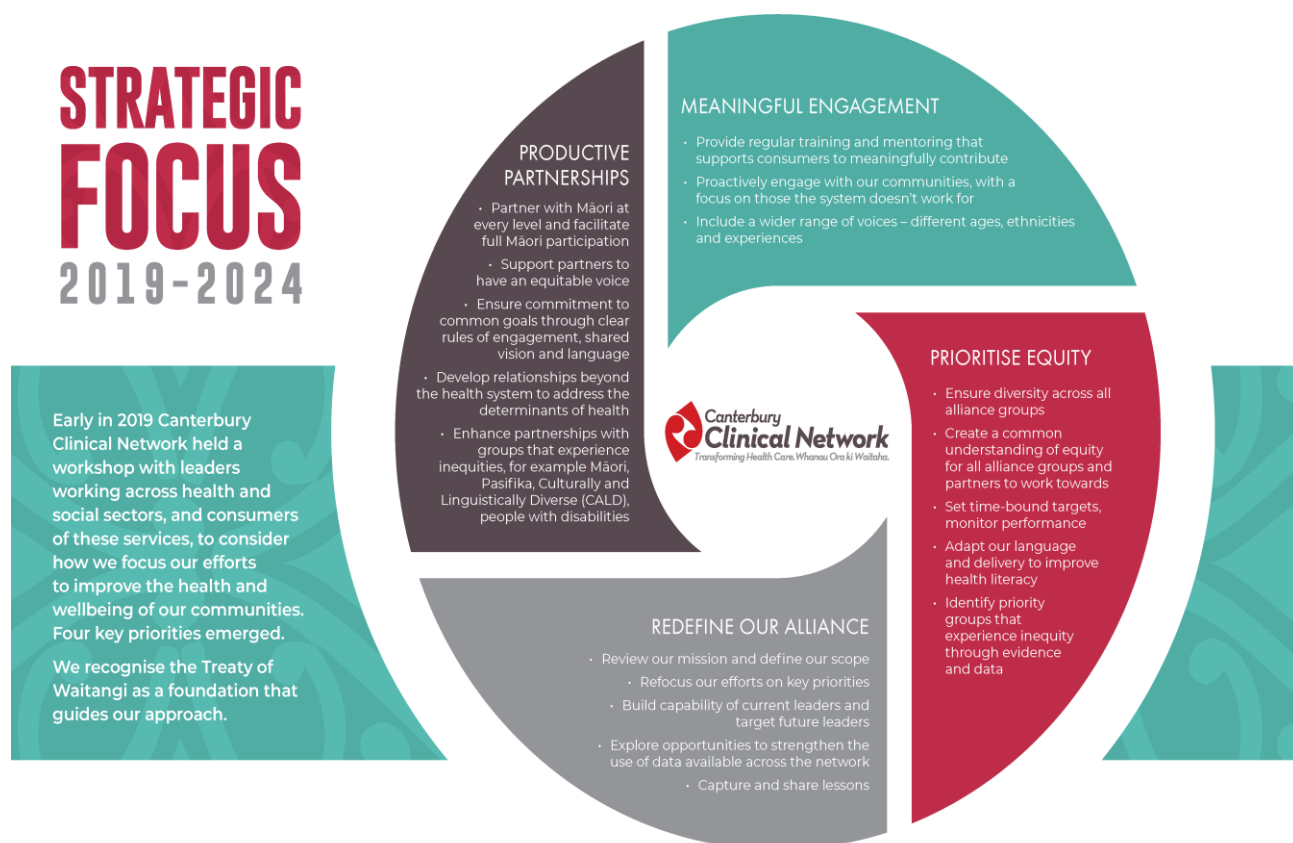 STRATEGIC
FOCUS
2019-2024
Early in 2019 Canterbury
Clinical Network held a
workshop with leaders
working across health and
social sectors, and consumers
of these services, to consider
how we focus our efforts
to improve the health and
wellbeing of our communities.
Four key priorities emerged.
We recognise the Treaty of
Waitangi as a foundation that
guides our approach.
PRODUCTIVE
PARTNERSHIPS
• Partner with Māori at
every level and facilitate
full Māori participation
• Support partners to
have an equitable voice
• Ensure commitment to
common goals through clear
rules of engagement, shared
vision and language
• Develop relationships beyond
the health system to address the
determinants of health
• Enhance partnerships with
groups that experience
inequities, for example Māori,
Pasifika, Culturally and
Linguistically Diverse (CALD),
people with disabilities
MEANINGFUL ENGAGEMENT
• Provide regular training and mentoring that
supports consumers to meaningfully contribute
• Proactively engage with our communities, with a
focus on those the system doesn't work for
• Include a wider range of voices – different ages, ethnicities
and experiences
PRIORITISE EQUITY
• Ensure diversity across all
alliance groups
• Create a common
understanding of equity
for all alliance groups and
partners to work towards
• Set time-bound targets,
monitor performance
• Adapt our language
and delivery to improve
health literacy
• Identify priority
groups that
experience inequity
through evidence
and data
Canterbury
Clinical Network
Transforming Health Care. Whanau Ora ki Waitaha.
REDEFINE OUR ALLIANCE
• Review our mission and define our scope
• Refocus our efforts on key priorities
• Build capability of current leaders and
target future leaders
• Explore opportunities to strengthen the
use of data available across the network
• Capture and share lessons